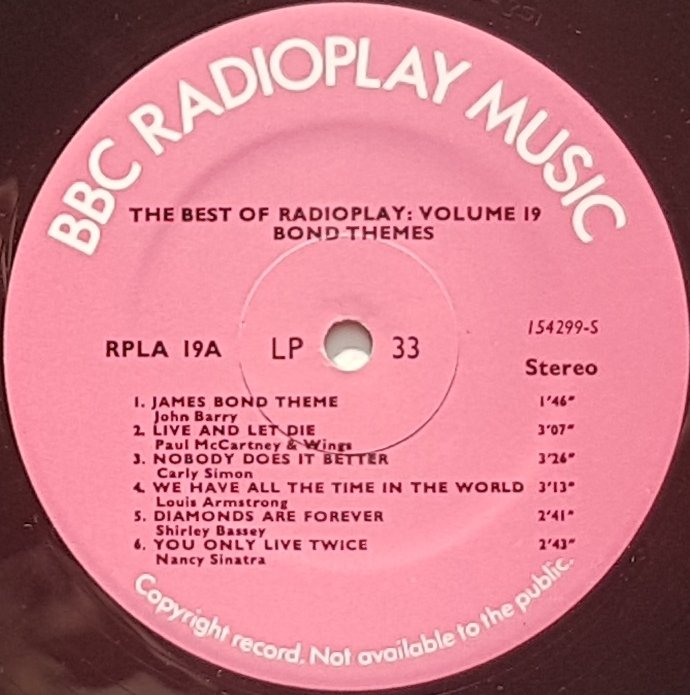 BBC RADIOPLAY MUSIC
THE BEST OF RADIOPLAY: VOLUME 19
BOND THEMES
154299-S
RPLA 19A LP 33
Stereo
1. JAMES BOND THEME 1'46"
John Barry
2. LIVE AND LET DIE 3'07"
Paul McCartney & Wings
3. NOBODY DOES IT BETTER 3'26"
Carly Simon
4. WE HAVE ALL THE TIME IN THE WORLD 3'13"
Louis Armstrong
5. DIAMONDS ARE FOREVER 2'41"
Shirley Bassey
6. YOU ONLY LIVE TWICE 2'43"
Nancy Sinatra
Copyright record. Not available to the public.